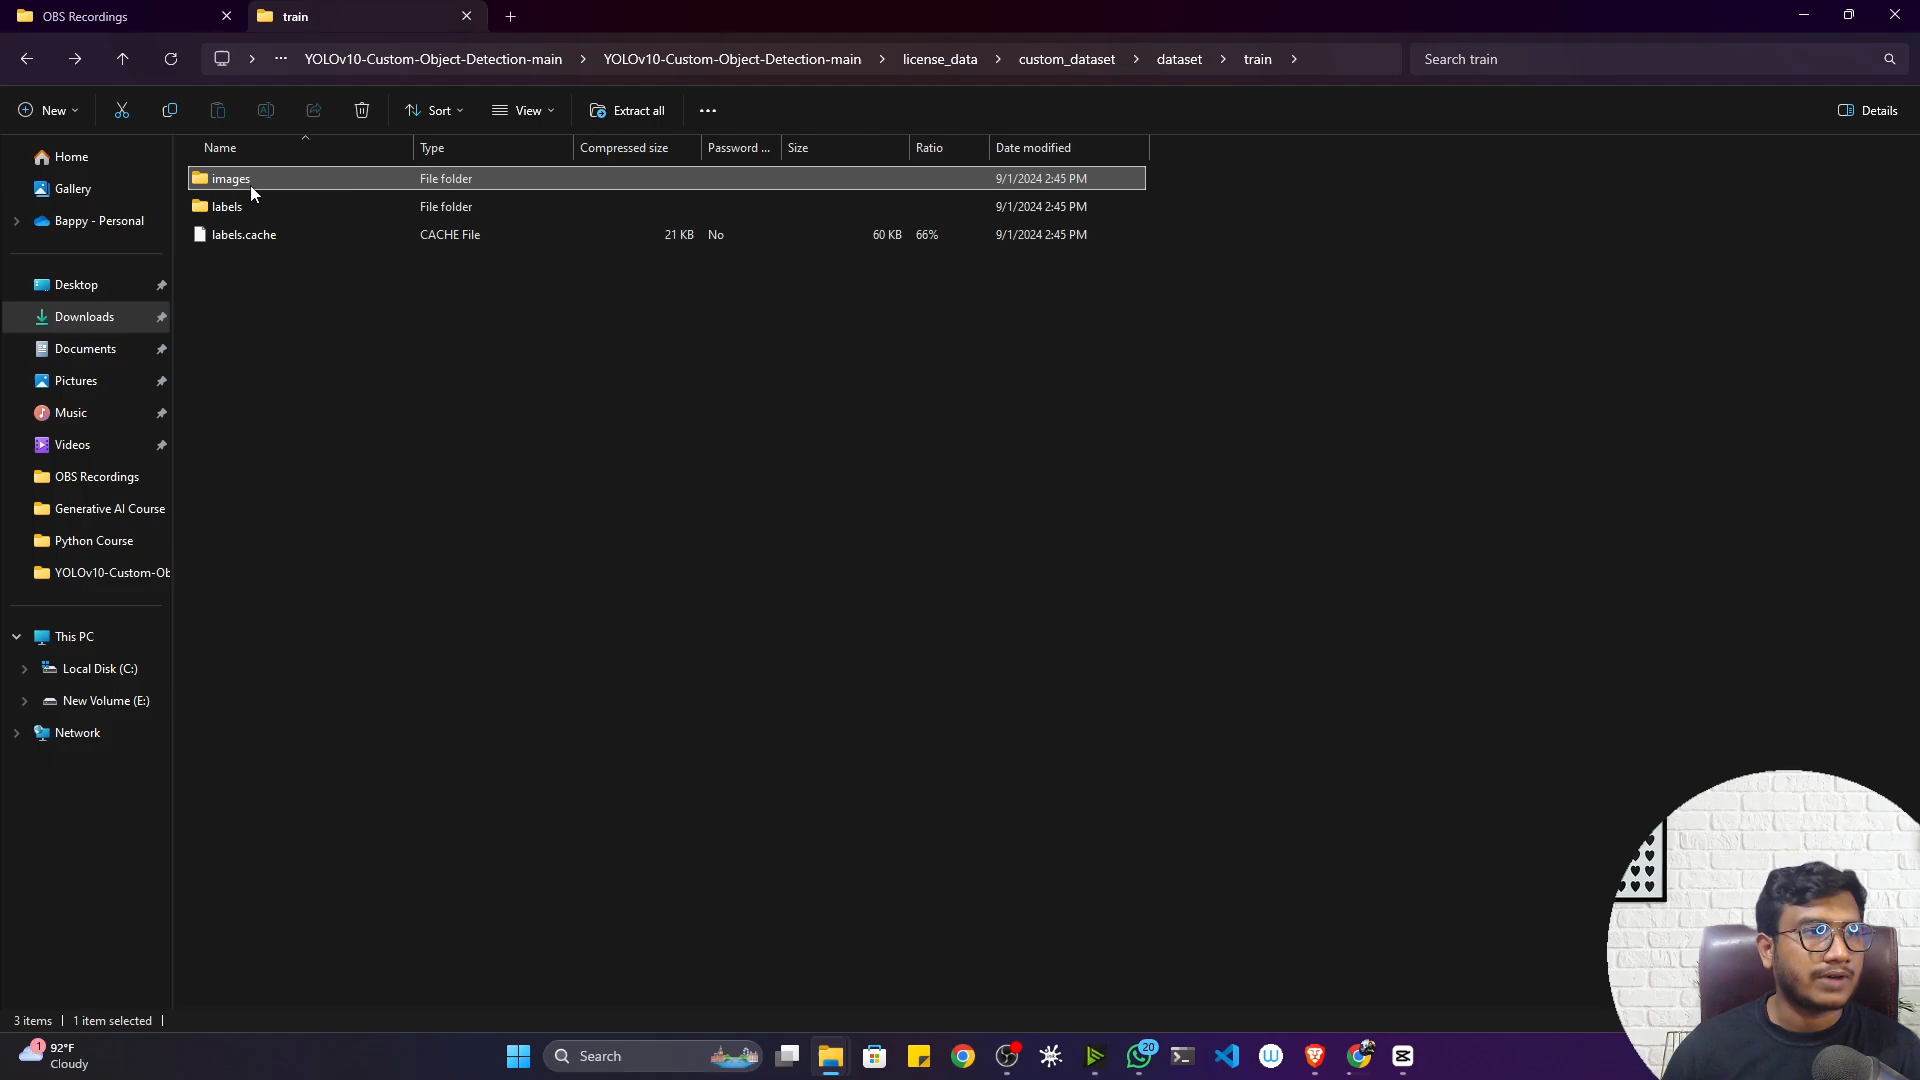 OBS Recordings
train
YOLOv10-Custom-Object-Detection-main
YOLOv10-Custom-Object-Detection-main
license_data
custom_dataset
dataset
train
Search train
New
Sort
View
Extract all
Details
Name
Type
Compressed size
Password ...
Size
Ratio
Date modified
images
File folder
9/1/2024 2:45 PM
labels
File folder
9/1/2024 2:45 PM
labels.cache
CACHE File
21 KB
No
60 KB
66%
9/1/2024 2:45 PM
Home
Gallery
Bappy - Personal
Desktop
Downloads
Documents
Pictures
Music
Videos
OBS Recordings
Generative AI Course
Python Course
YOLOv10-Custom-Ob
This PC
Local Disk (C:)
New Volume (E:)
Network
3 items
1 item selected
1
92°F
Cloudy
Search
20